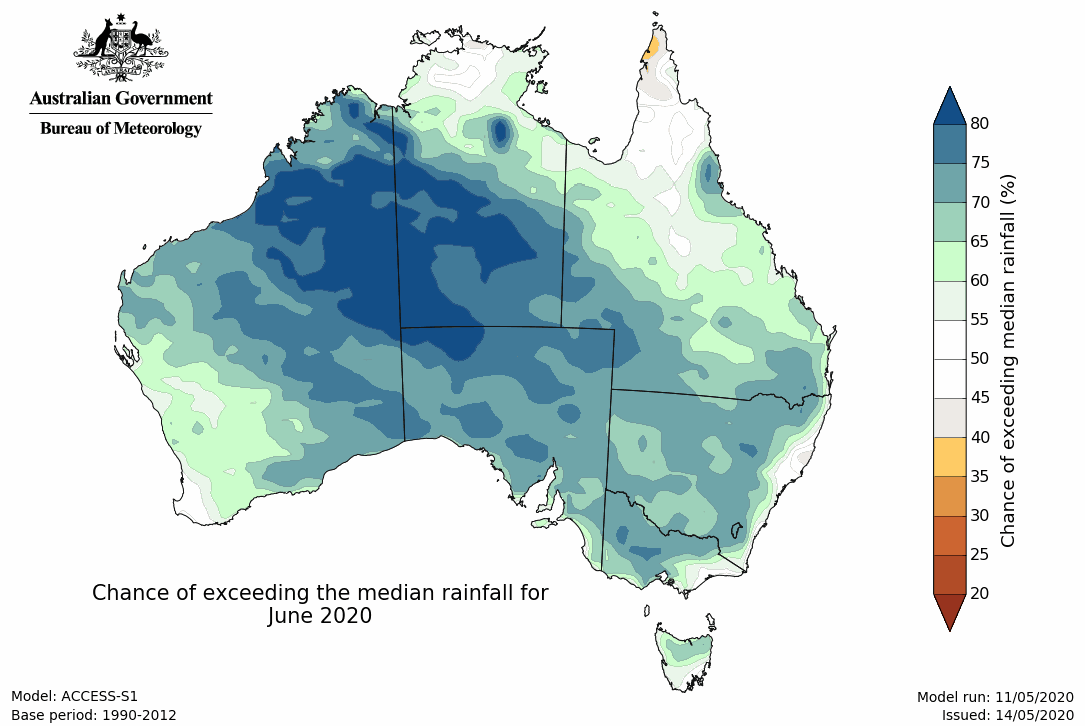 Australian Government
Bureau of Meteorology
80
75
70
65
60
55
50
45
40
35
30
25
20
Chance of exceeding median rainfall (%)
Chance of exceeding the median rainfall for
June 2020
Model: ACCESS-S1
Base period: 1990-2012
Model run: 11/05/2020
Issued: 14/05/2020